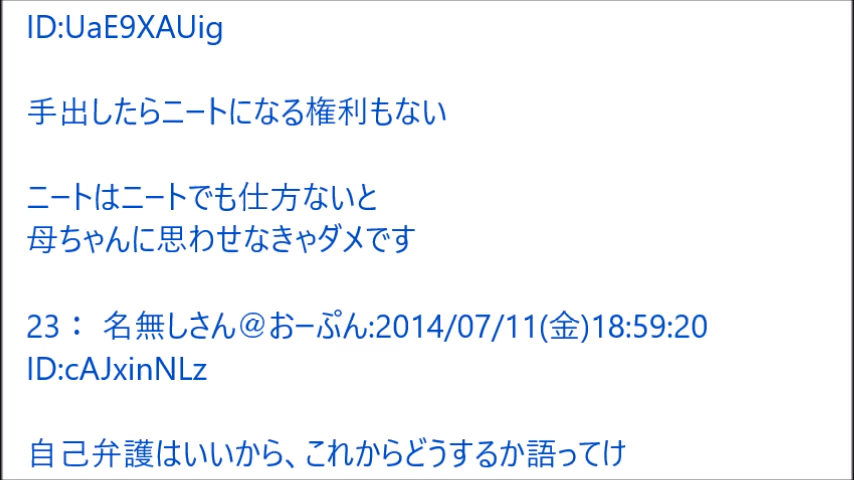 ID:UaE9XAUig
手出したらニートになる権利もない
ニートはニートでも仕方ないと
母ちゃんに思わせなきゃダメです
23： 名無しさん＠おーぷん:2014/07/11(金)18:59:20
ID:cAJxinNLz
自己弁護はいいから、これからどうするか語ってけ